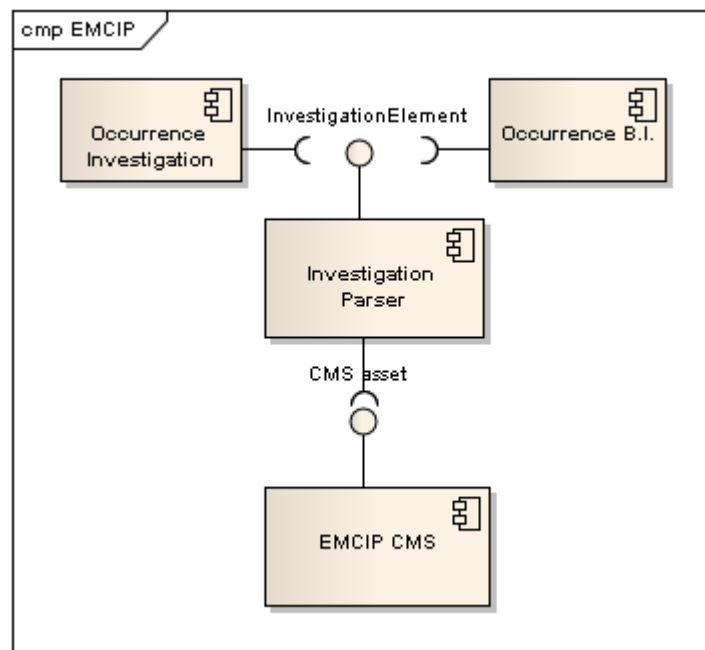 cmp EMCIP
InvestigationElement
Occurrence
Investigation
Occurrence B.I.
Investigation
Parser
CMS asset
EMCIP CMS